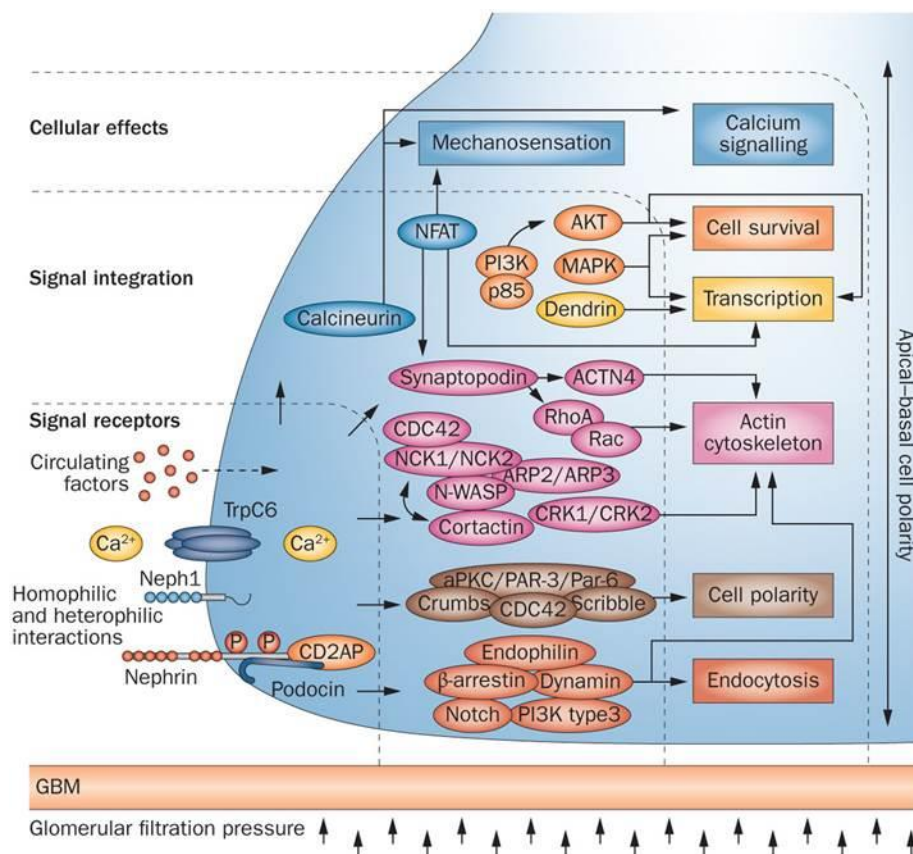 Cellular effects
Mechanosensation
Calcium
signalling
Signal integration
NFAT
AKT
Cell survival
PI3K
p85
MAPK
Dendrin
Transcription
Calcineurin
Synaptopodin
ACTN4
Signal receptors
RhoA
Rac
Actin
cytoskeleton
CDC42
NCK1/NCK2
ARP2/ARP3
N-WASP
Cortactin
CRK1/CRK2
Circulating
factors
TrpC6
Ca²⁺
Ca²⁺
Neph1
Homophilic
and heterophilic
interactions
aPKC/PAR-3/Par-6
Crumbs
CDC42
Scribble
Cell polarity
P
P
CD2AP
Nephrin
Podocin
Endophilin
β-arrestin
Dynamin
Notch
PI3K type3
Endocytosis
Apical–basal cell polarity
GBM
Glomerular filtration pressure